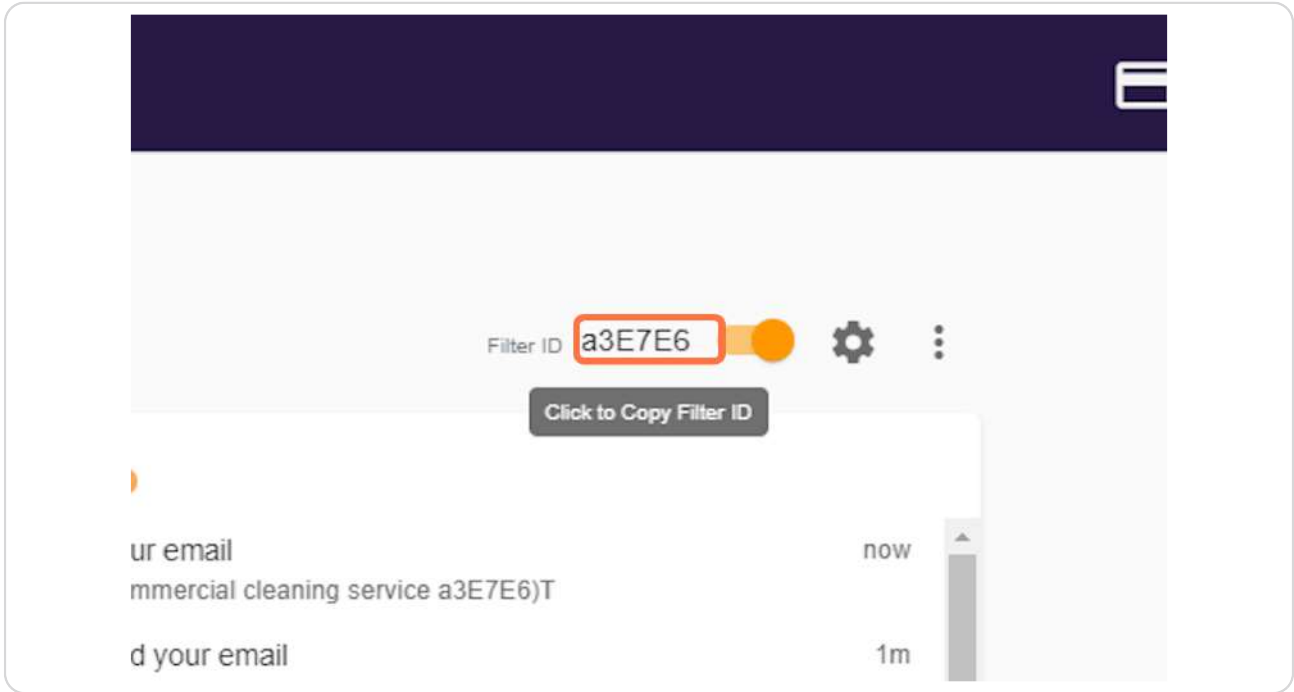 Filter ID a3E7E6
Click to Copy Filter ID
ur email now
mmercial cleaning service a3E7E6)T
d your email 1m